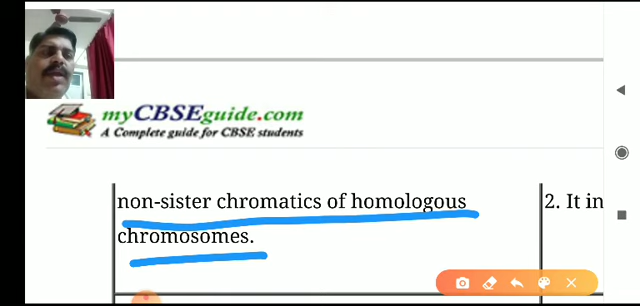 myCBSEguide.com
A Complete guide for CBSE students
non-sister chromatics of homologous
chromosomes.
2. It in